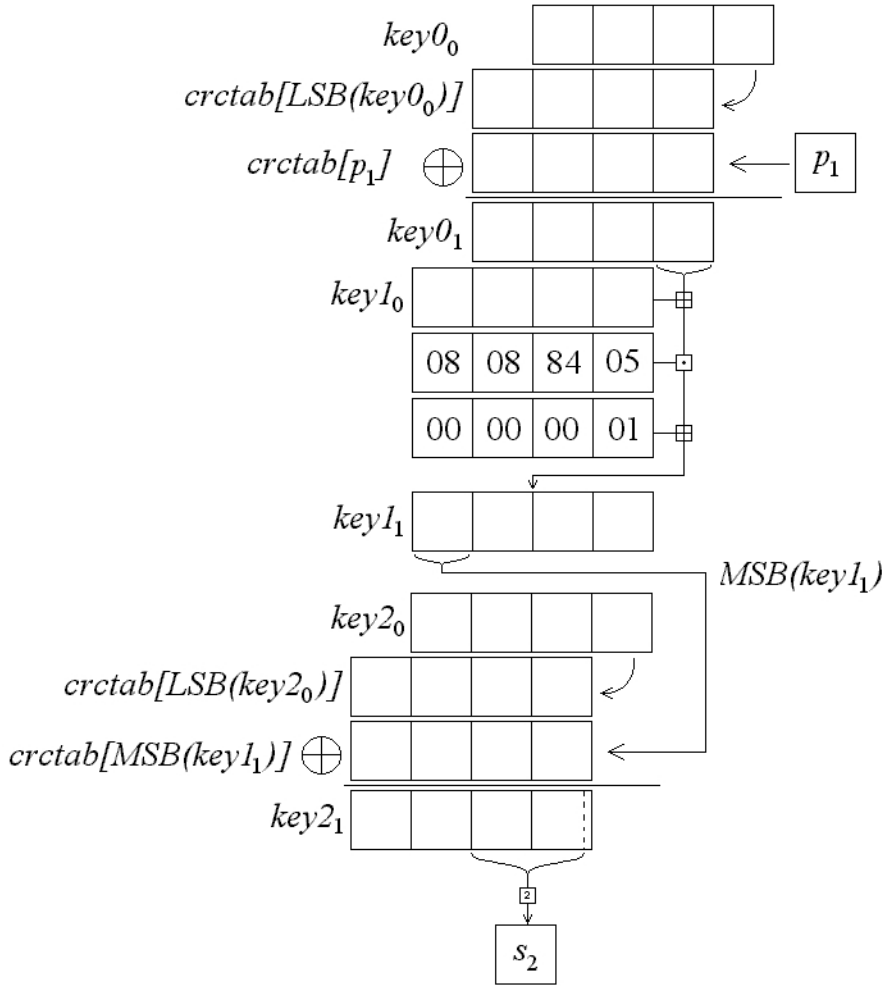 key0₀
crctab[LSB(key0₀)]
crctab[p₁] ⊕ p₁
key0₁
key1₀
08 08 84 05
00 00 00 01
key1₁
MSB(key1₁)
key2₀
crctab[LSB(key2₀)]
crctab[MSB(key1₁)] ⊕
key2₁
2
s₂